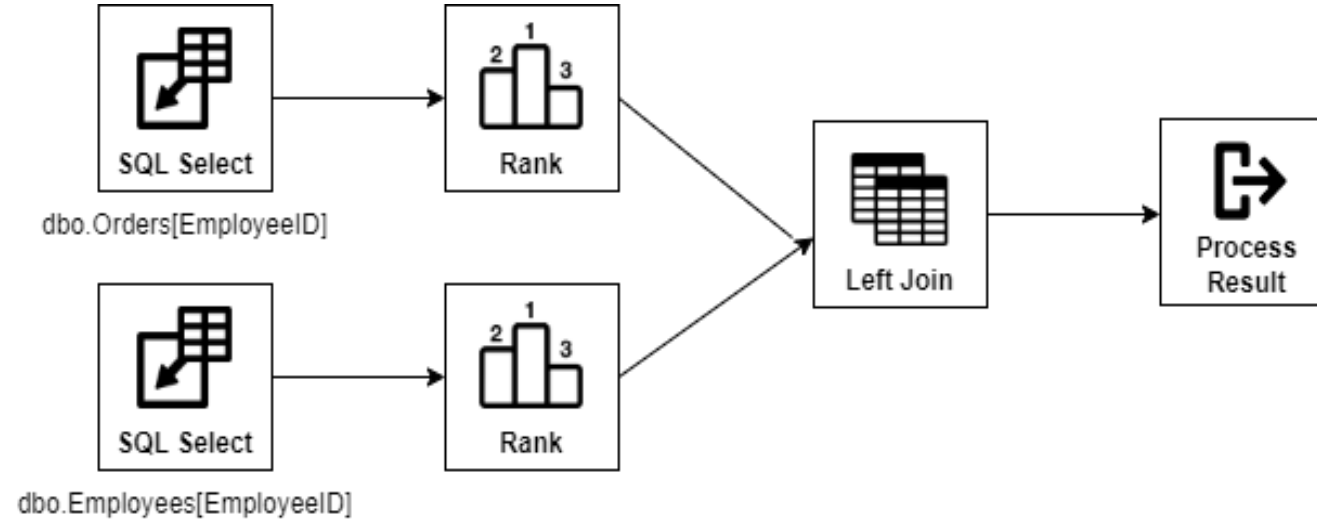 2 1 3
SQL Select
Rank
dbo.Orders[EmployeeID]
Left Join
Process
Result
2 1 3
SQL Select
Rank
dbo.Employees[EmployeeID]